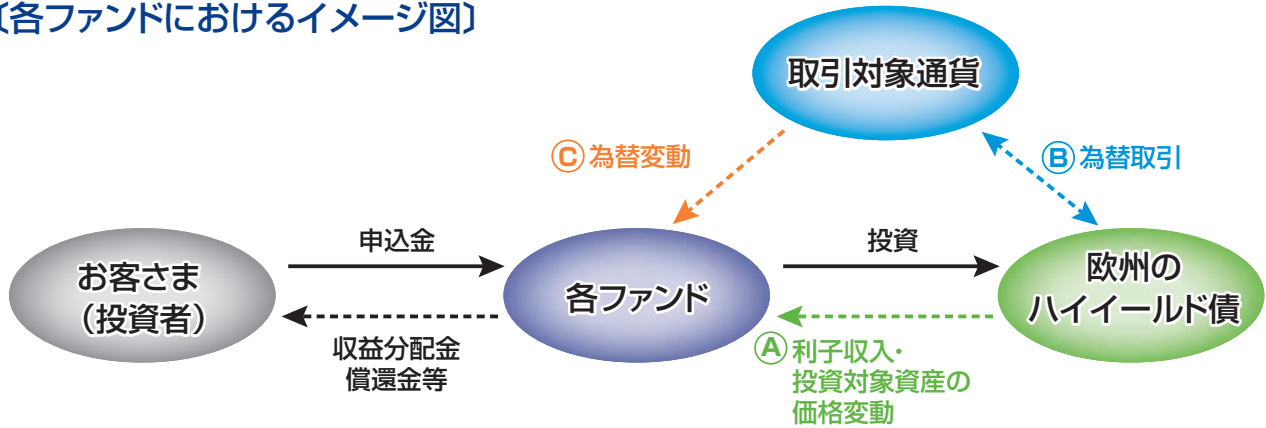 〔各ファンドにおけるイメージ図〕
取引対象通貨
Ⓒ為替変動
Ⓑ為替取引
申込金
投資
お客さま
（投資者）
各ファンド
欧州の
ハイイールド債
収益分配金
償還金等
Ⓐ利子収入・
投資対象資産の
価格変動